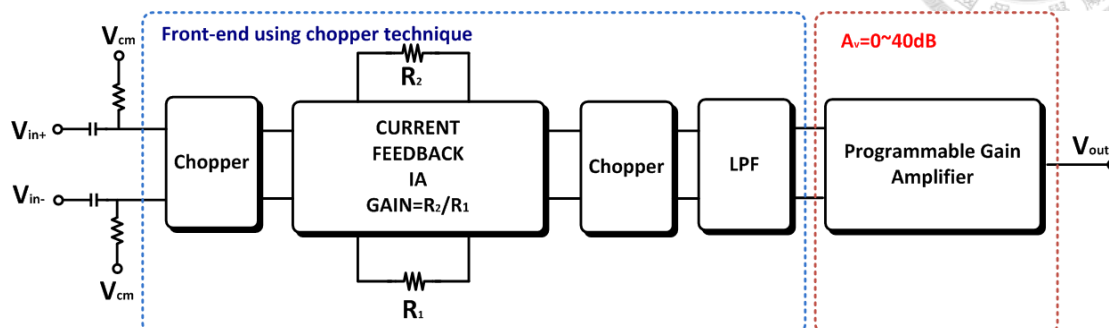 Front-end using chopper technique
Aᵥ=0~40dB
Vcm
R₂
Vin+
Chopper
CURRENT
FEEDBACK
IA
GAIN=R₂/R₁
Chopper
LPF
Programmable Gain
Amplifier
Vout
Vin-
Vcm
R₁